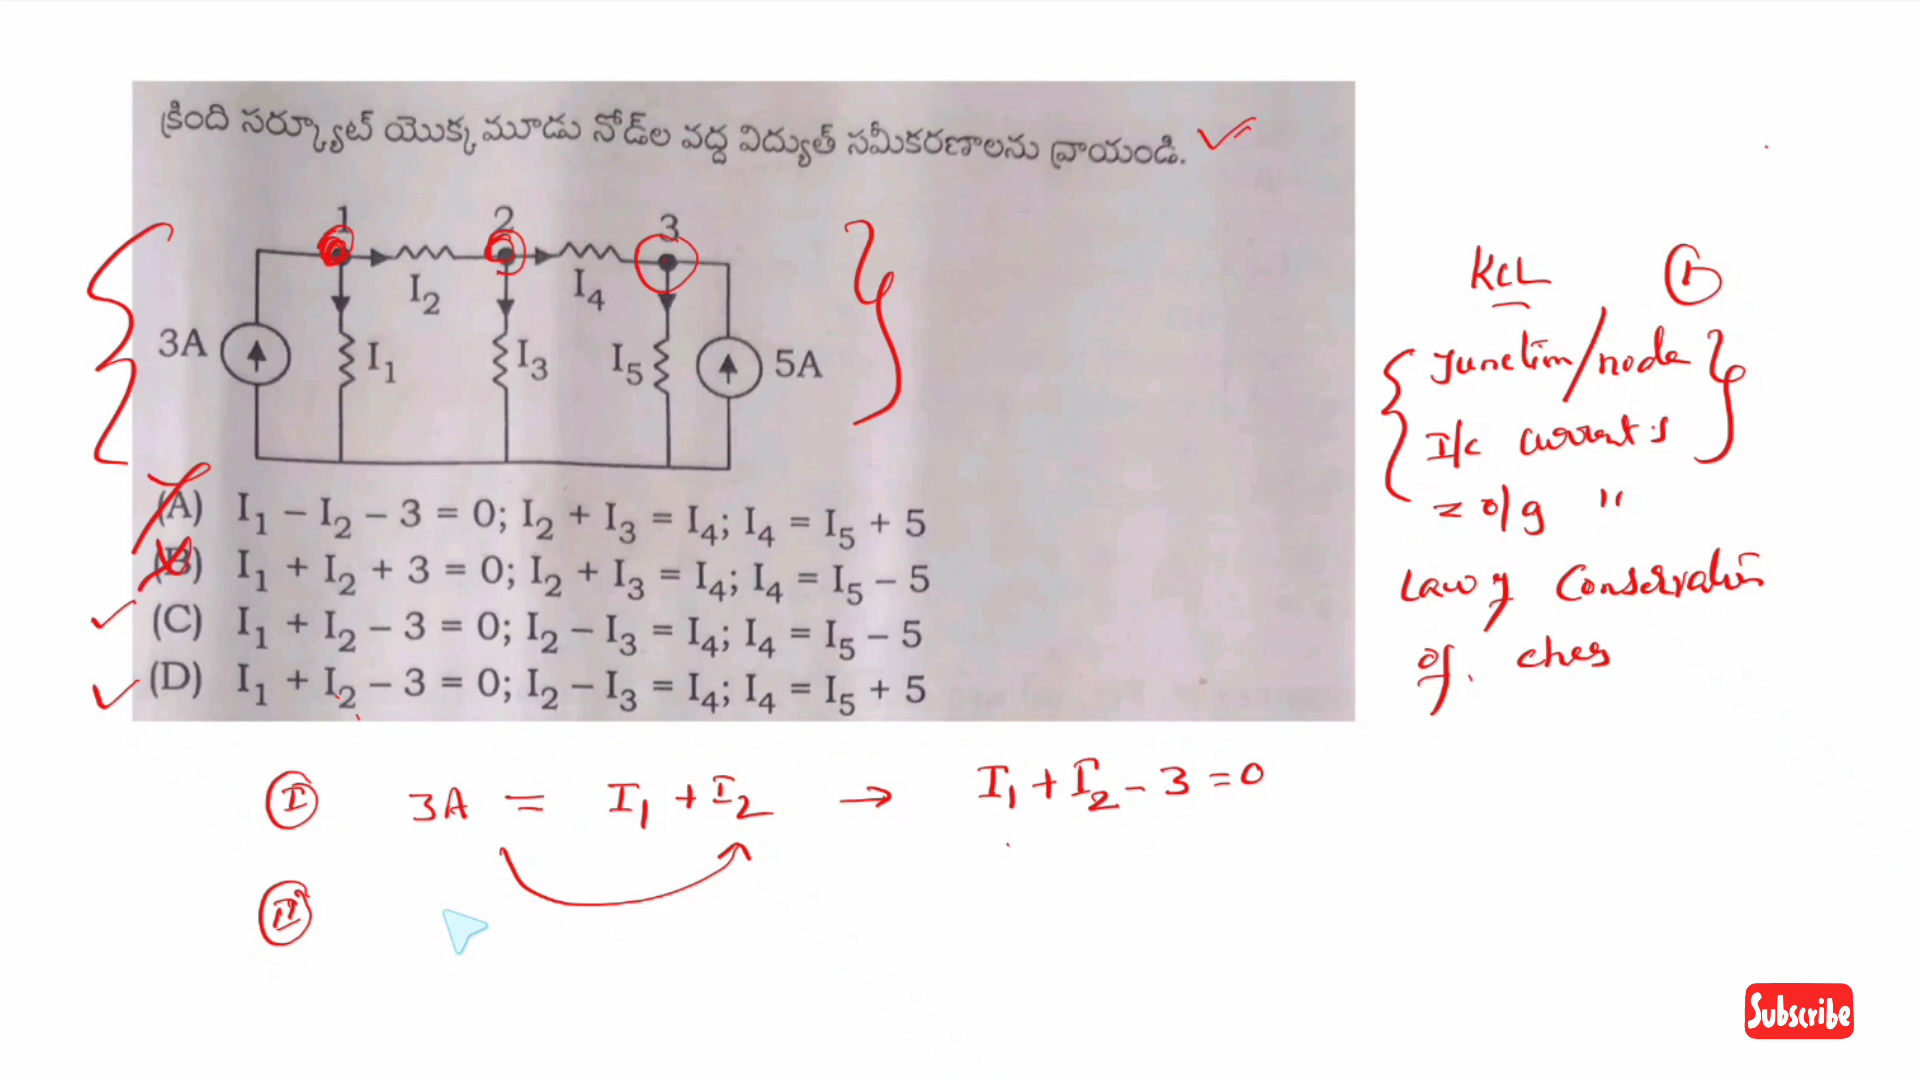 క్రింది సర్క్యూట్ యొక్క మూడు నోడ్‌ల వద్ద విద్యుత్ సమీకరణాలను వ్రాయండి.
1 2 3
I₂ I₄
3A I₁ I₃ I₅ 5A
(A) I₁ − I₂ − 3 = 0; I₂ + I₃ = I₄; I₄ = I₅ + 5
(B) I₁ + I₂ + 3 = 0; I₂ + I₃ = I₄; I₄ = I₅ − 5
(C) I₁ + I₂ − 3 = 0; I₂ − I₃ = I₄; I₄ = I₅ − 5
(D) I₁ + I₂ − 3 = 0; I₂ − I₃ = I₄; I₄ = I₅ + 5
KCL
Junction/node
I/c currents
= o/g "
Law of Conservation
of
I 3A = I₁ + I₂ → I₁ + I₂ − 3 = 0
II
Subscribe